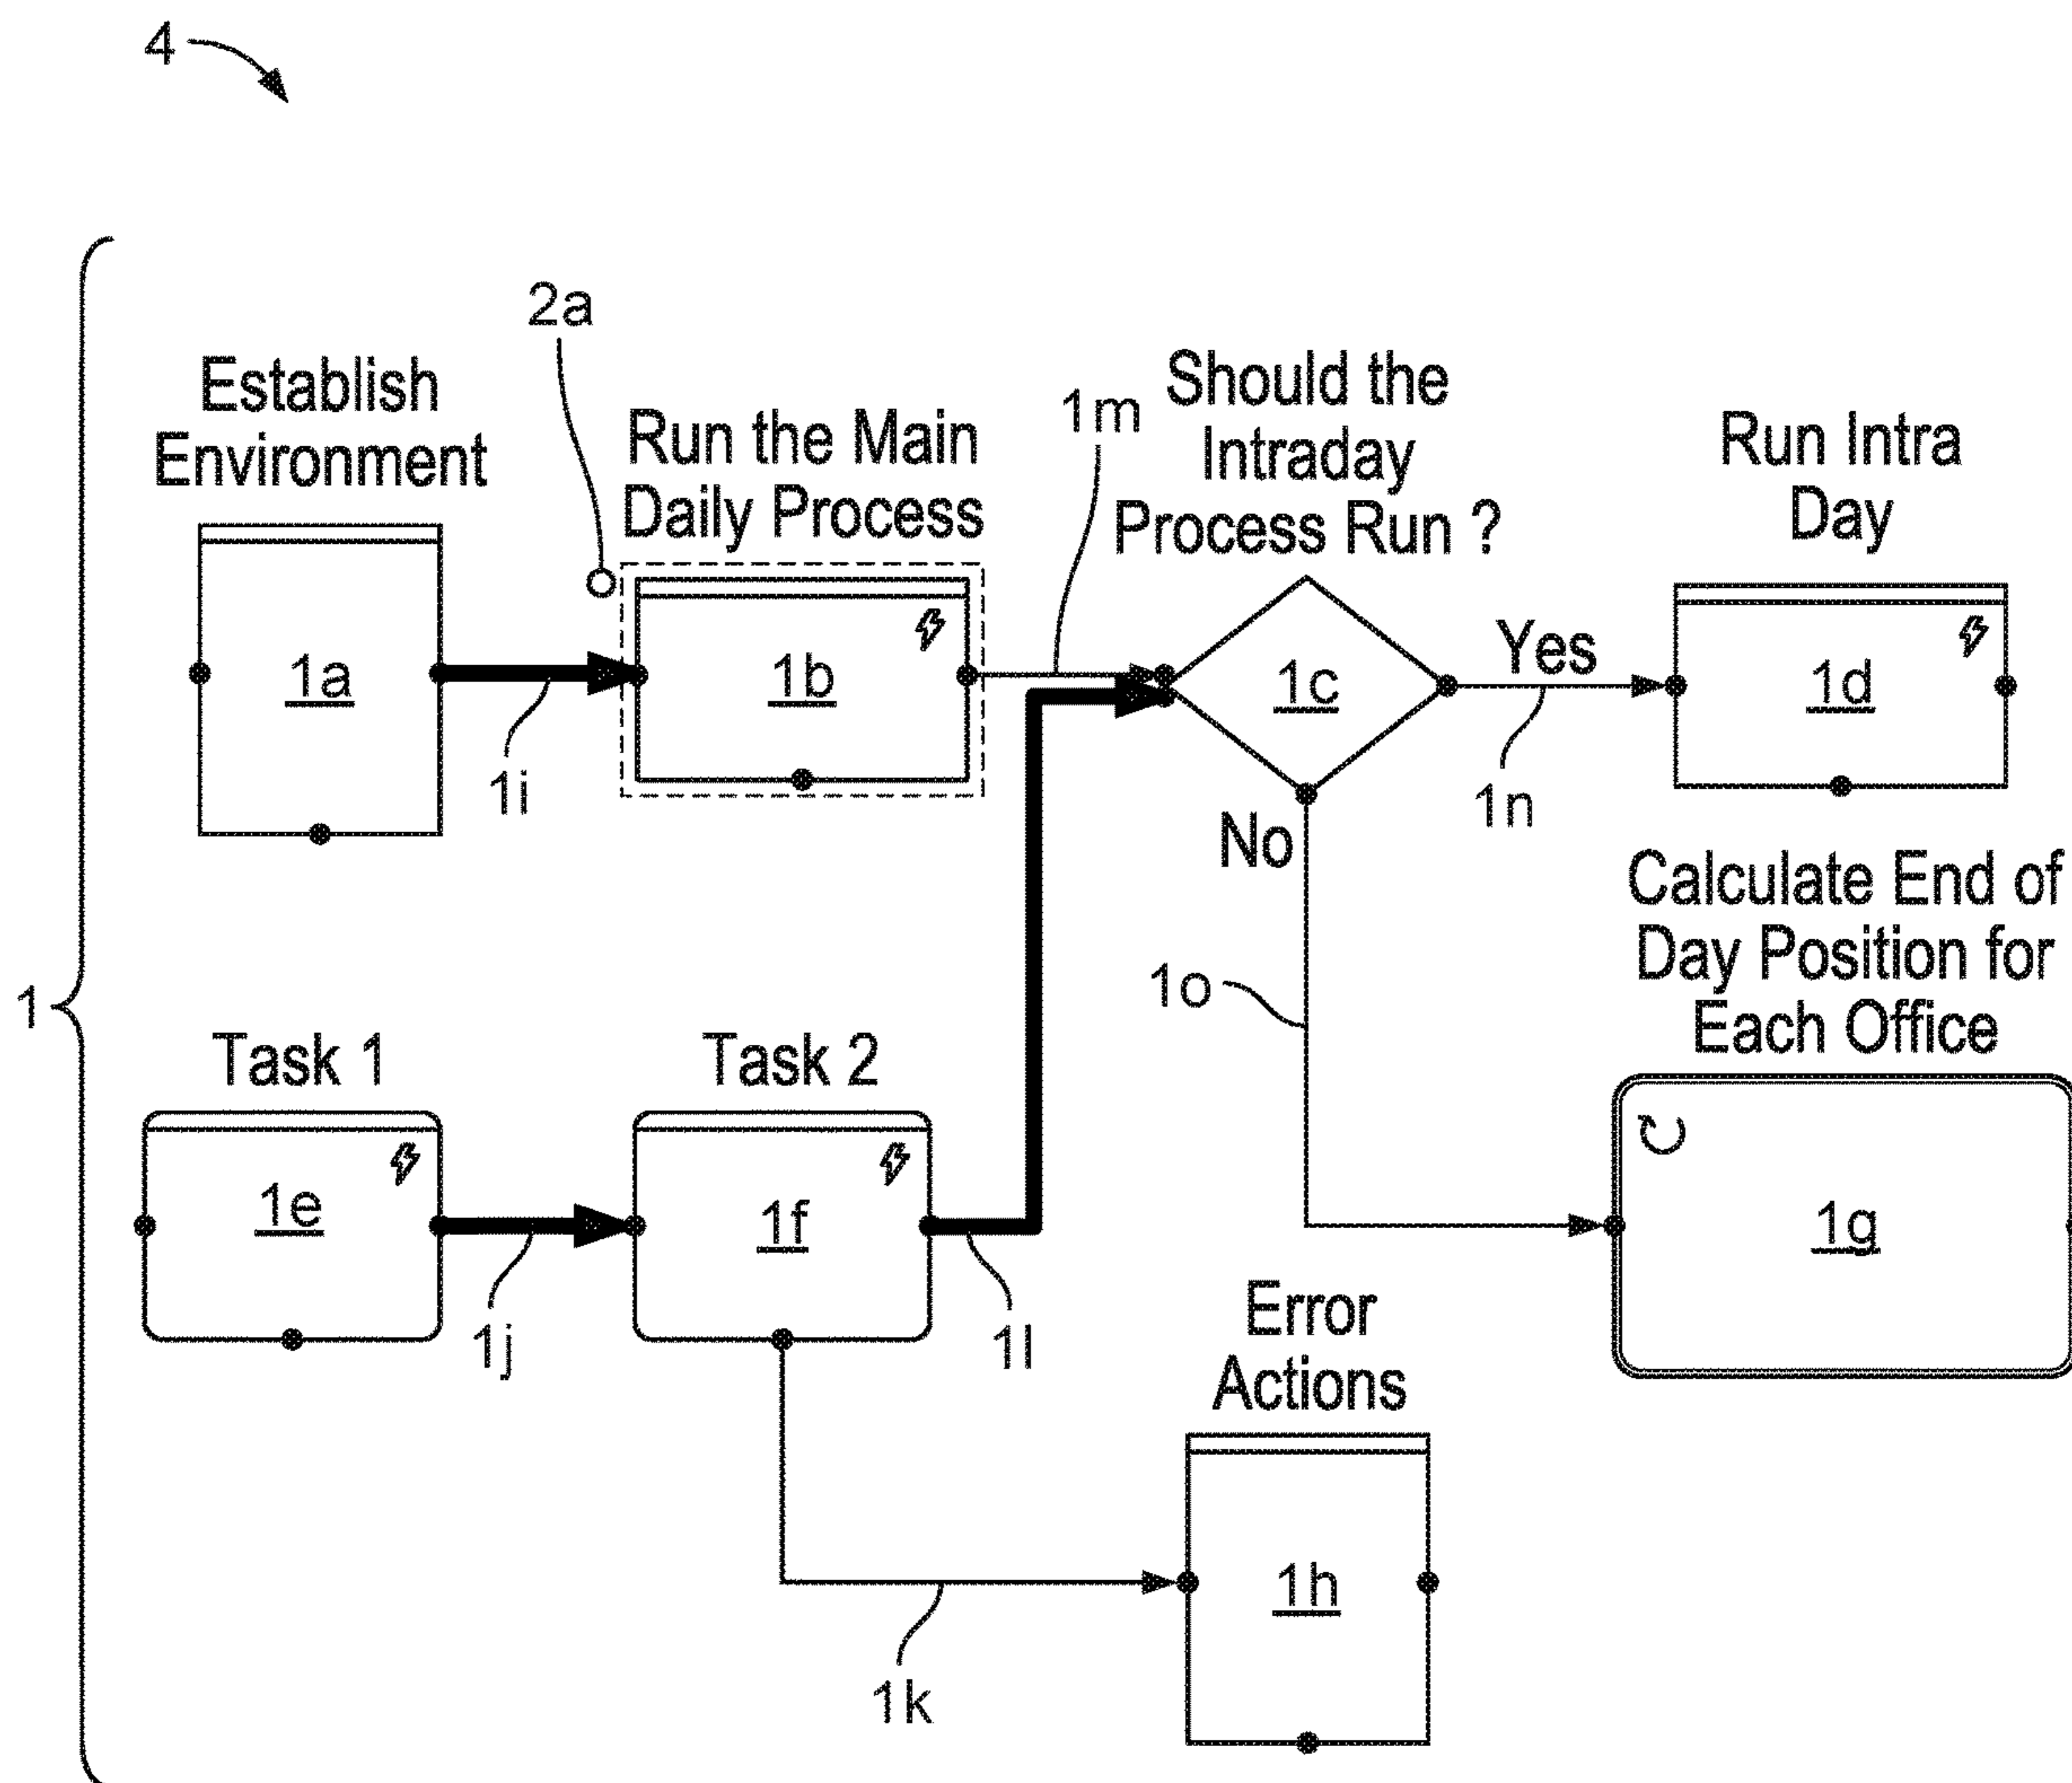 4
2a
Establish
Environment
1a
1i
Run the Main
Daily Process
1b
1m
Should the
Intraday
Process Run ?
1c
Yes
1n
Run Intra
Day
1d
No
1o
Calculate End of
Day Position for
Each Office
1g
1
Task 1
1e
1j
Task 2
1f
1l
1k
Error
Actions
1h